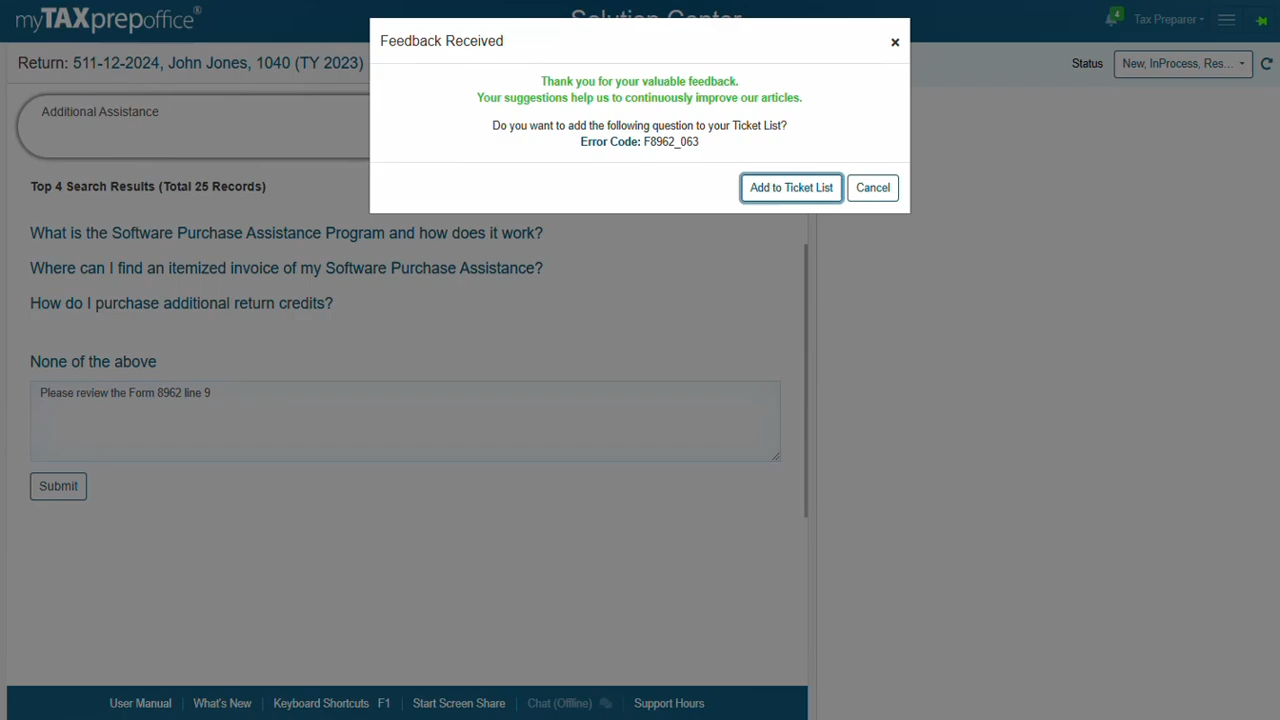 myTAXprepoffice®
Solution Center
4
Tax Preparer
Return: 511-12-2024, John Jones, 1040 (TY 2023)
Status
New, InProcess, Res...
Feedback Received
×
Thank you for your valuable feedback.
Your suggestions help us to continuously improve our articles.
Do you want to add the following question to your Ticket List?
Error Code: F8962_063
Add to Ticket List
Cancel
Additional Assistance
Top 4 Search Results (Total 25 Records)
What is the Software Purchase Assistance Program and how does it work?
Where can I find an itemized invoice of my Software Purchase Assistance?
How do I purchase additional return credits?
None of the above
Please review the Form 8962 line 9
Submit
User Manual
What's New
Keyboard Shortcuts F1
Start Screen Share
Chat (Offline)
Support Hours